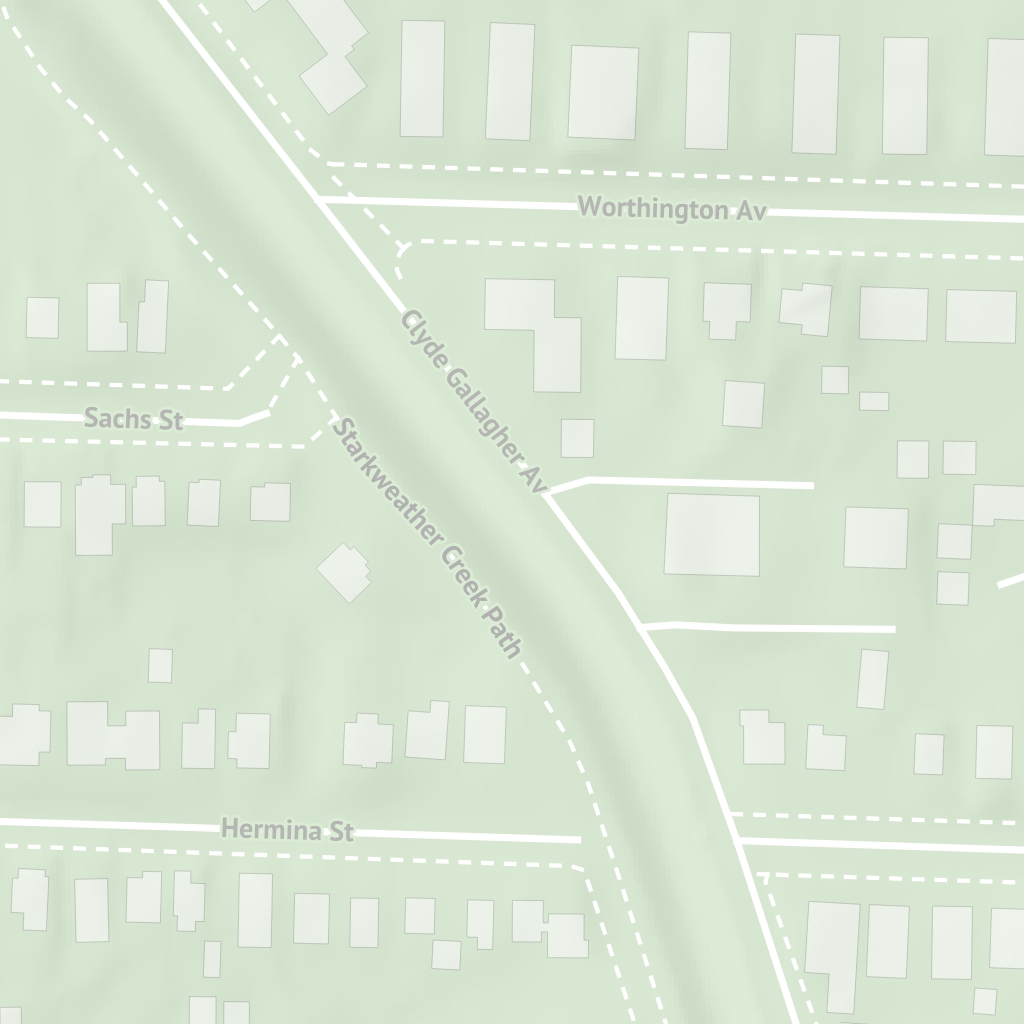 Worthington Av
Clyde Gallagher Av
Sachs St
Starkweather Creek Path
Hermina St